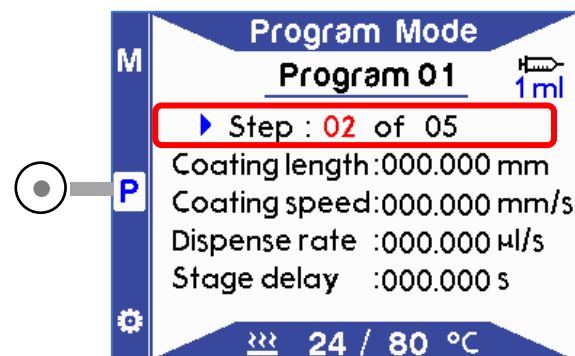 Program Mode
M
Program 01
1 ml
Step : 02 of 05
Coating length :000.000 mm
P
Coating speed :000.000 mm/s
Dispense rate :000.000 µl/s
Stage delay :000.000 s
24 / 80 °C